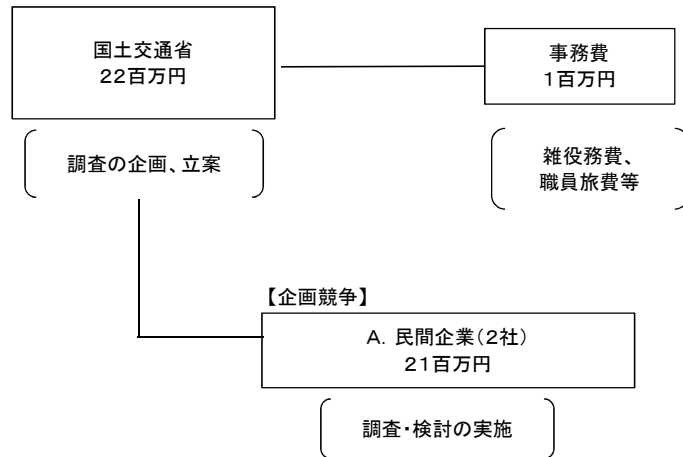 国土交通省
22百万円
事務費
1百万円
調査の企画、立案
雑役務費、
職員旅費等
【企画競争】
A. 民間企業(2社)
21百万円
調査・検討の実施